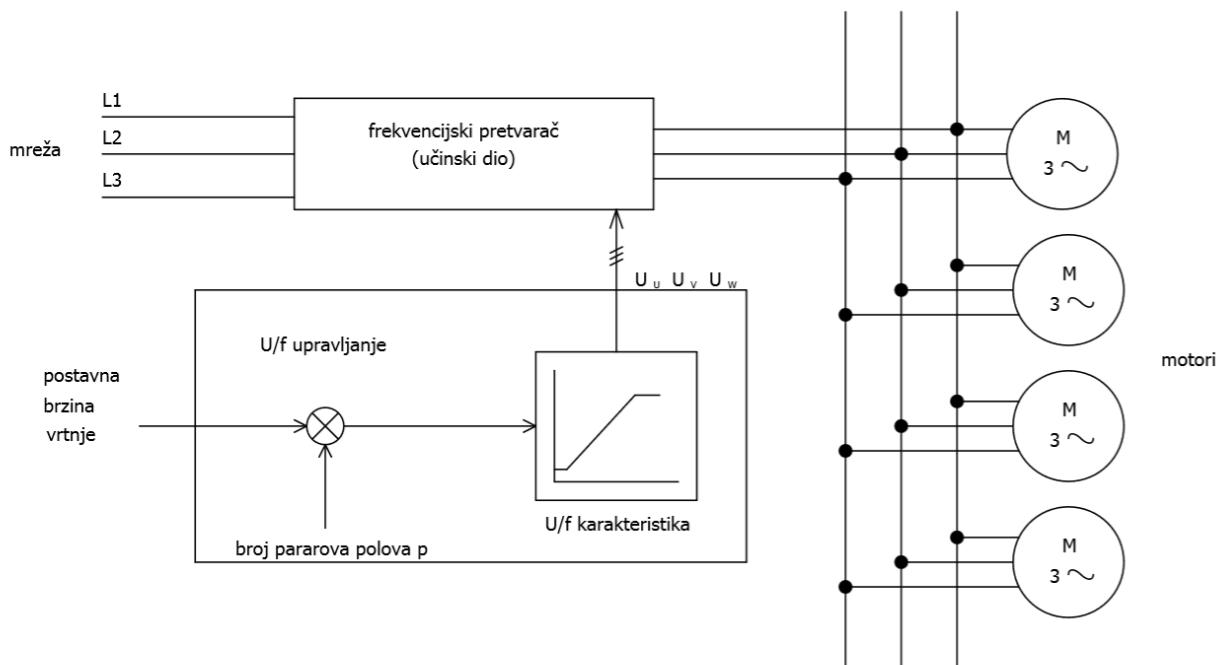 L1
L2
L3
mreža
frekvencijski pretvarač
(učinski dio)
M
3
U u U v U w
M
3
U/f upravljanje
motori
postavna
brzina
vrtnje
M
3
U/f karakteristika
broj pararova polova p
M
3